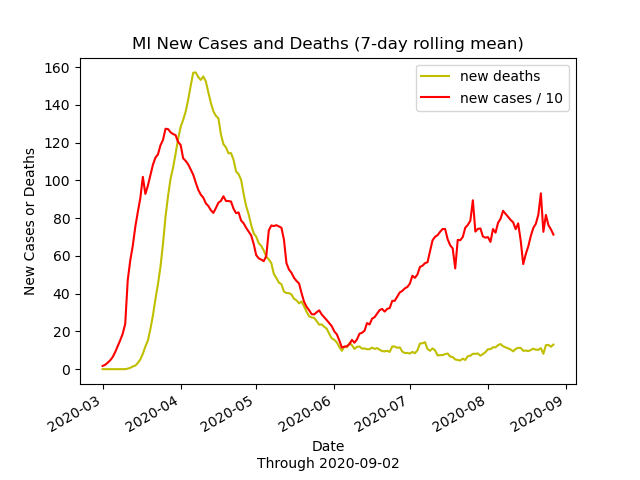 MI New Cases and Deaths (7-day rolling mean)
new deaths
new cases / 10
New Cases or Deaths
160
140
120
100
80
60
40
20
0
2020-03
2020-04
2020-05
2020-06
2020-07
2020-08
2020-09
Date
Through 2020-09-02